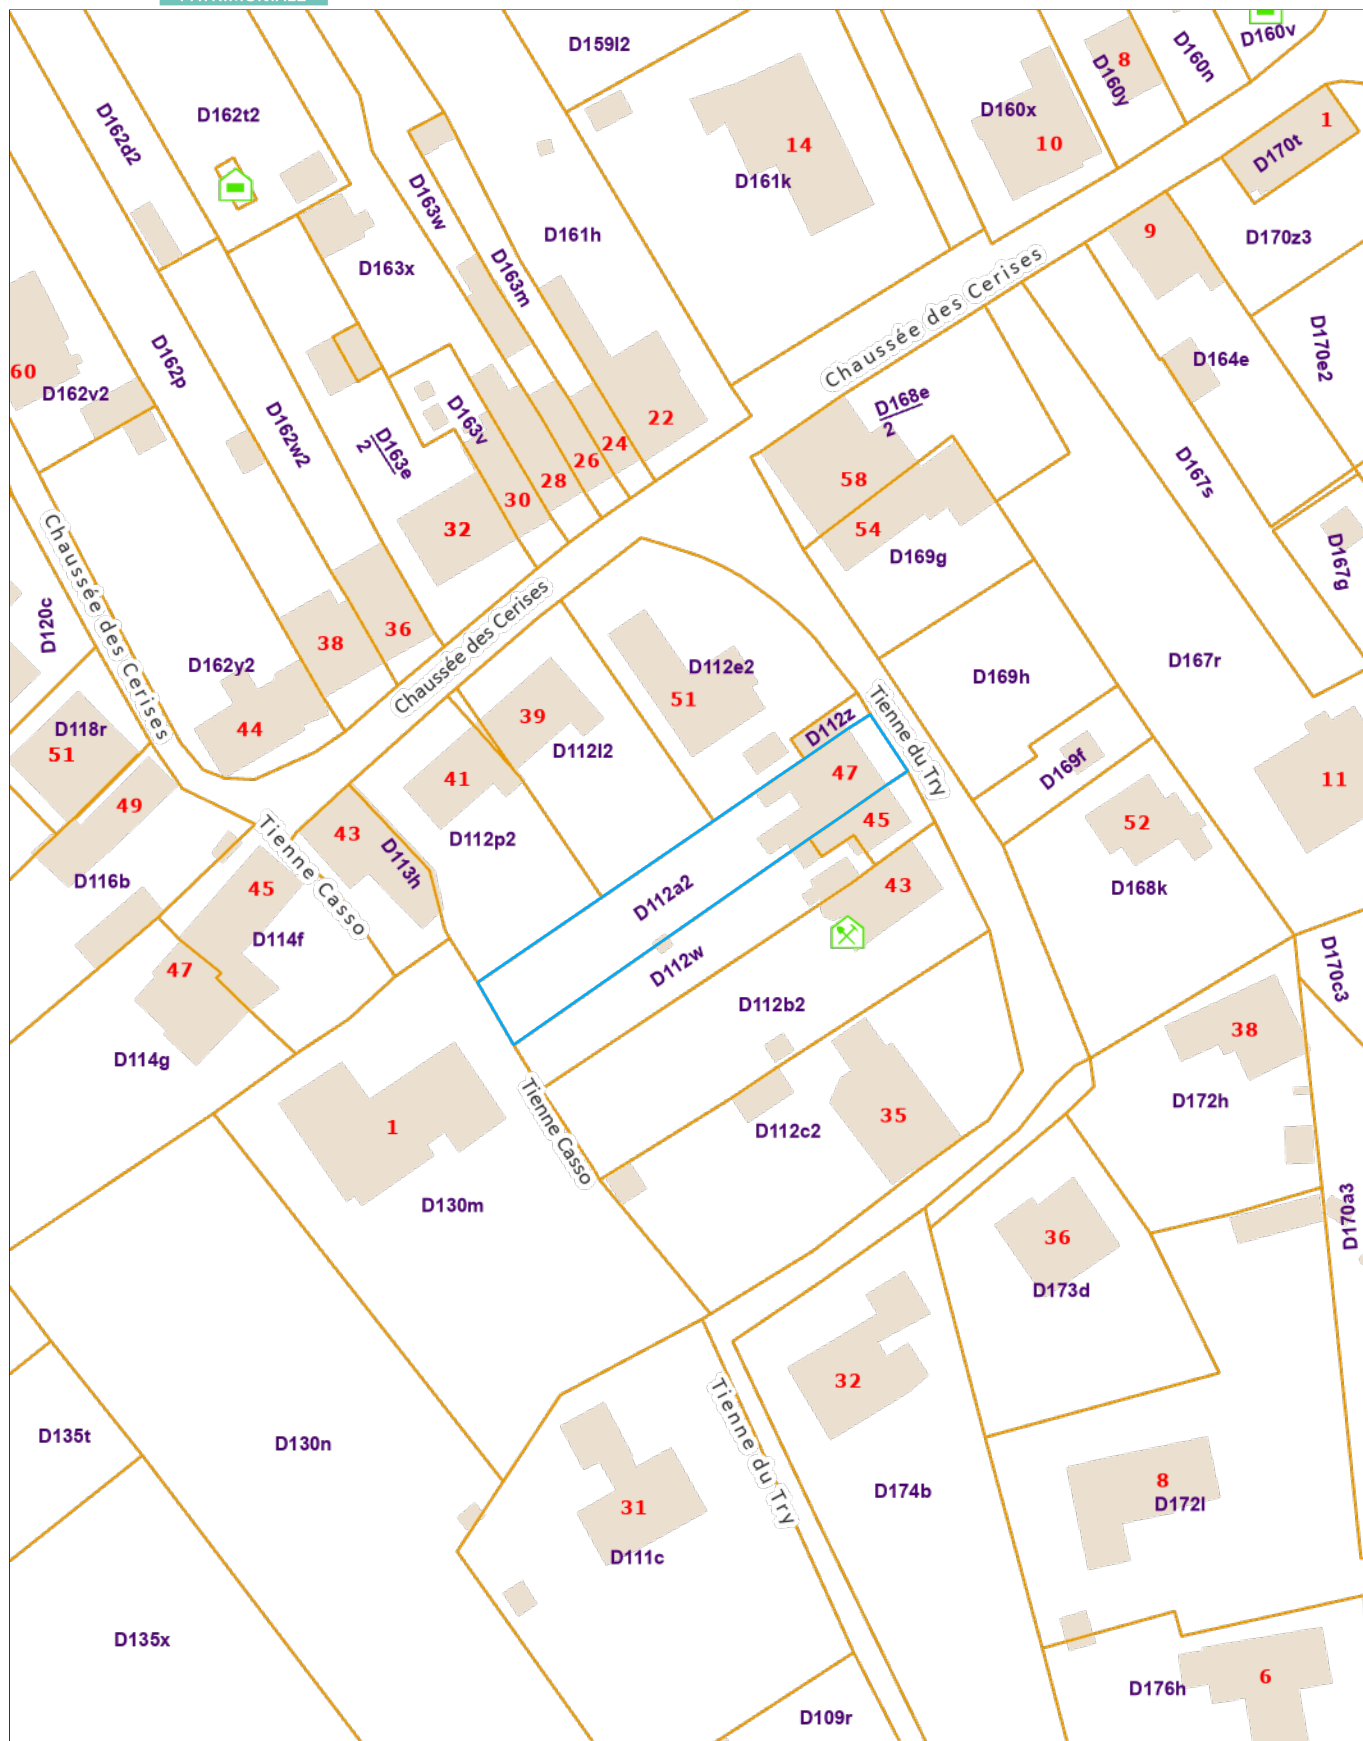 D159l2
D160v
D160n
8
D160y
D162t2
D162d2
D160x
10
14
D161k
1
D170t
D163w
D161h
D163m
D163x
9
D170z3
Chaussée des Cerises
D170e2
D164e
60
D162v2
D162p
D162w2
D163e
2
D163v
22
24
26
28
30
32
D168e
2
58
54
D169g
D167s
D167g
Chaussée des Cerises
D120c
38
36
Chaussée des Cerises
D162y2
44
D112e2
51
D169h
D167r
D118r
51
49
39
D112l2
41
D112z
Tienne du Try
47
45
D169f
11
52
D168k
43
D113h
D112p2
Tienne Casso
D116b
45
D114f
47
D114g
D112a2
D112w
43
D112b2
D170c3
38
D172h
1
D130m
Tienne Casso
D112c2
35
D170a3
36
D173d
32
D135t
D130n
Tienne du Try
D174b
8
D172l
31
D111c
D135x
D176h
6
D109r